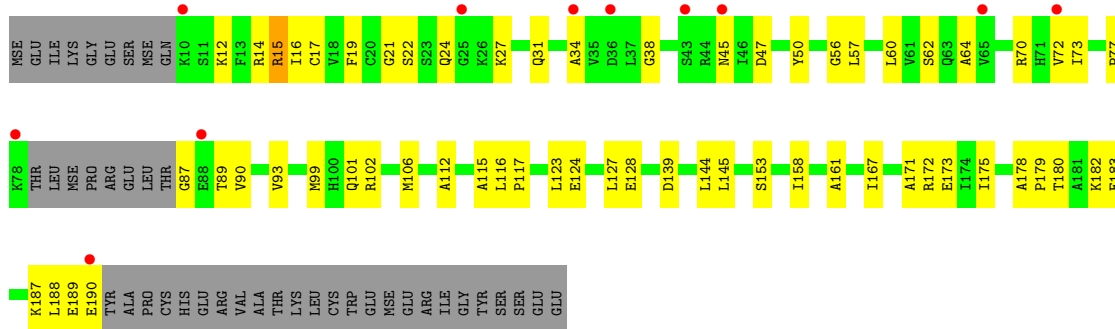 MSE GLU ILE LYS GLY GLU SER MSE GLN K10 S11 K12 F13 R14 R15 I16 C17 V18 F19 C20 G21 S22 S23 Q24 G25 K26 K27 Q31 A34 V35 D36 L37 G38 S43 R44 N45 I46 D47 Y50 G56 L57 L60 V61 S62 Q63 A64 V65 R70 H71 V72 I73
K78 THR LEU MSE PRO ARG GLU LEU THR G87 E88 T89 V90 V93 M99 H100 Q101 R102 M106 A112 A115 L116 P117 L123 E124 L127 E128 D139 L144 L145 S153 I158 A161 I167 A171 R172 E173 I174 I175 A178 P179 T180 A181 K182
K187 L188 E189 E190 TYR ALA PRO CYS HIS GLU ARG VAL ALA THR LYS LEU CYS TRP GLU MSE GLU ARG ILE GLY TYR SER SER GLU GLU